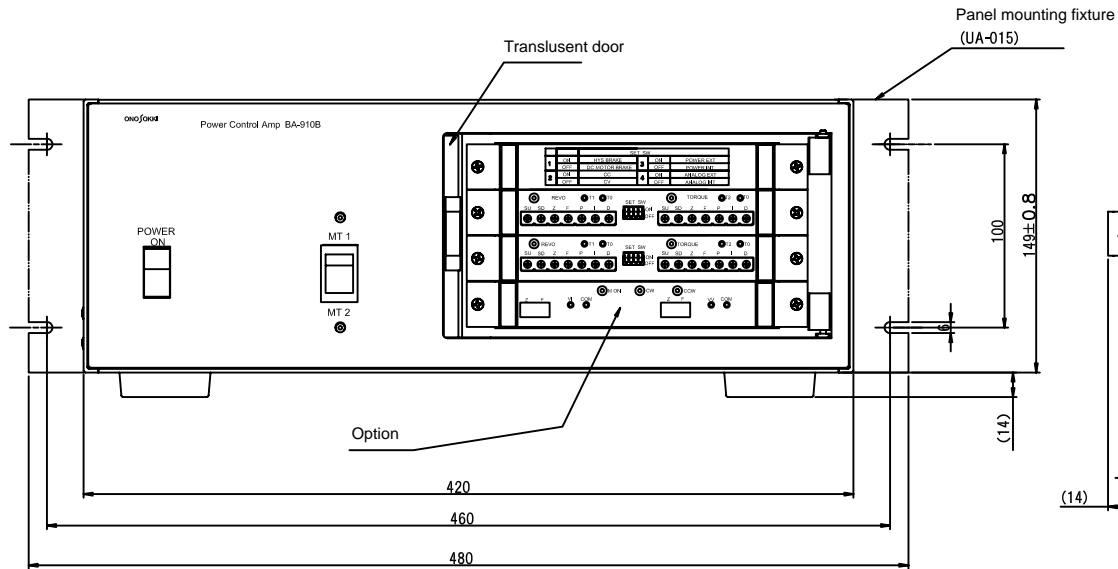 Panel mounting fixture
(UA-015)
Translusent door
ONO SOKKI
Power Control Amp BA-910B
SET SW
1 ON HYS BRAKE 3 ON POWER EXT
OFF DC MOTOR BRAKE OFF POWER INT
2 ON CC 4 ON ANALOG EXT
OFF CV OFF ANALOG INT
REVO T1 T0 TORQUE T2 T0
SU SD Z F P I D SET SW ON OFF SU SD Z F P I D
POWER
ON
MT 1
REVO T1 T0 TORQUE T2 T0
SU SD Z F P I D SET SW ON OFF SU SD Z F P I D
M ON CW CCW
Z F VI COM Z F VV COM
MT 2
100
149±0.8
6
(14)
Option
420
(14)
460
480